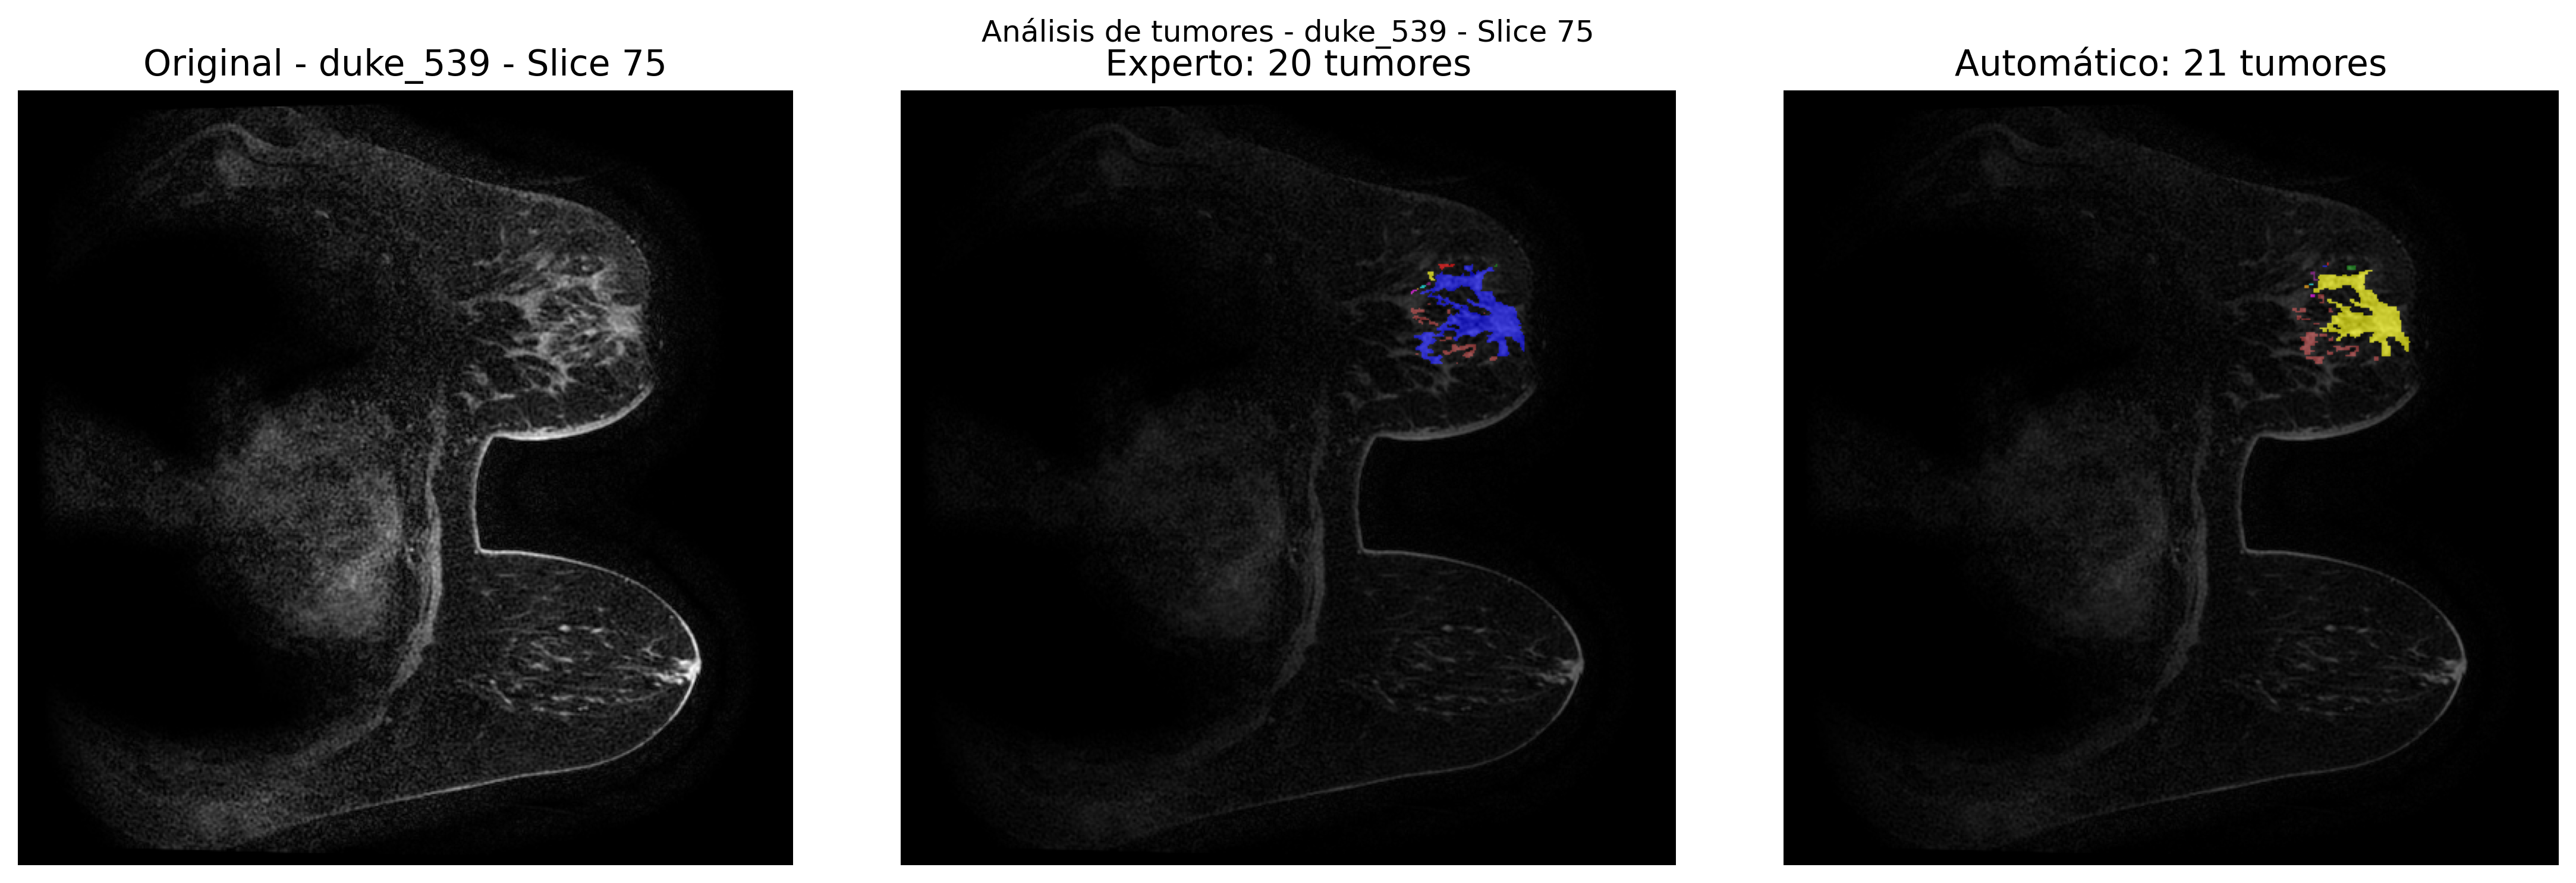 Análisis de tumores - duke_539 - Slice 75
Original - duke_539 - Slice 75
Experto: 20 tumores
Automático: 21 tumores